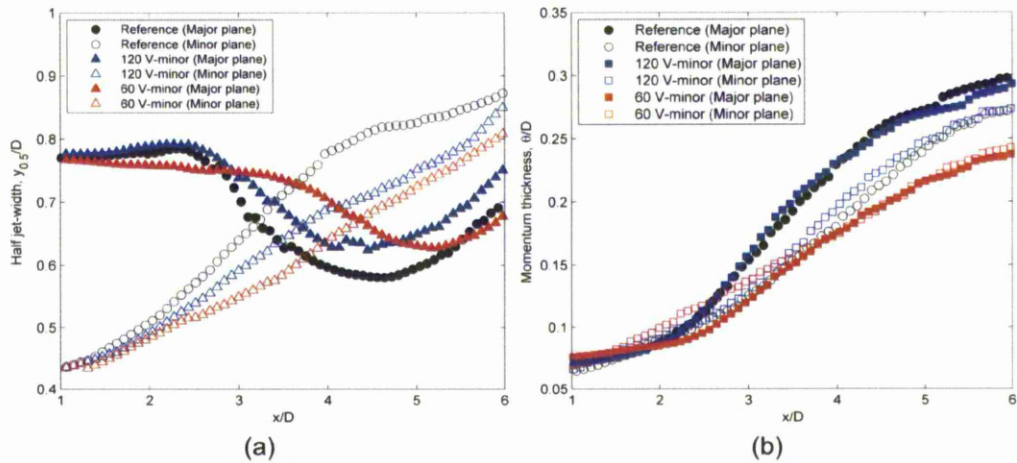 1
0.9
0.8
0.7
0.6
0.5
0.4
Half jet-width, y0.5/D
Reference (Major plane)
Reference (Minor plane)
120 V-minor (Major plane)
120 V-minor (Minor plane)
60 V-minor (Major plane)
60 V-minor (Minor plane)
1 2 3 4 5 6
x/D
(a)
0.35
0.3
0.25
0.2
0.15
0.1
0.05
Momentum thickness, θ/D
Reference (Major plane)
Reference (Minor plane)
120 V-minor (Major plane)
120 V-minor (Minor plane)
60 V-minor (Major plane)
60 V-minor (Minor plane)
1 2 3 4 5 6
x/D
(b)